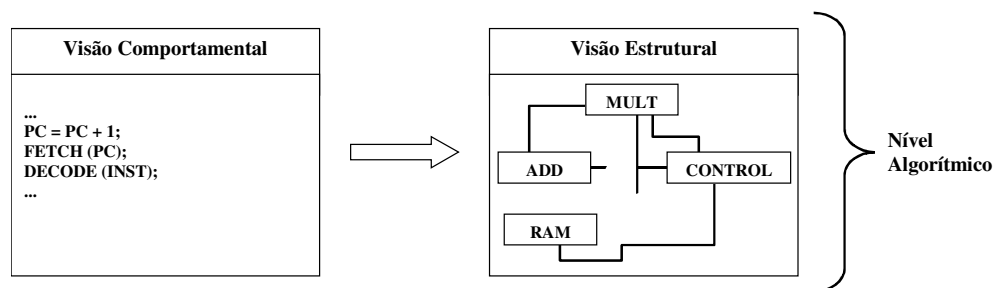 Visão Comportamental
...
PC = PC + 1;
FETCH (PC);
DECODE (INST);
...
Visão Estrutural
MULT
ADD
CONTROL
RAM
Nível
Algorítmico